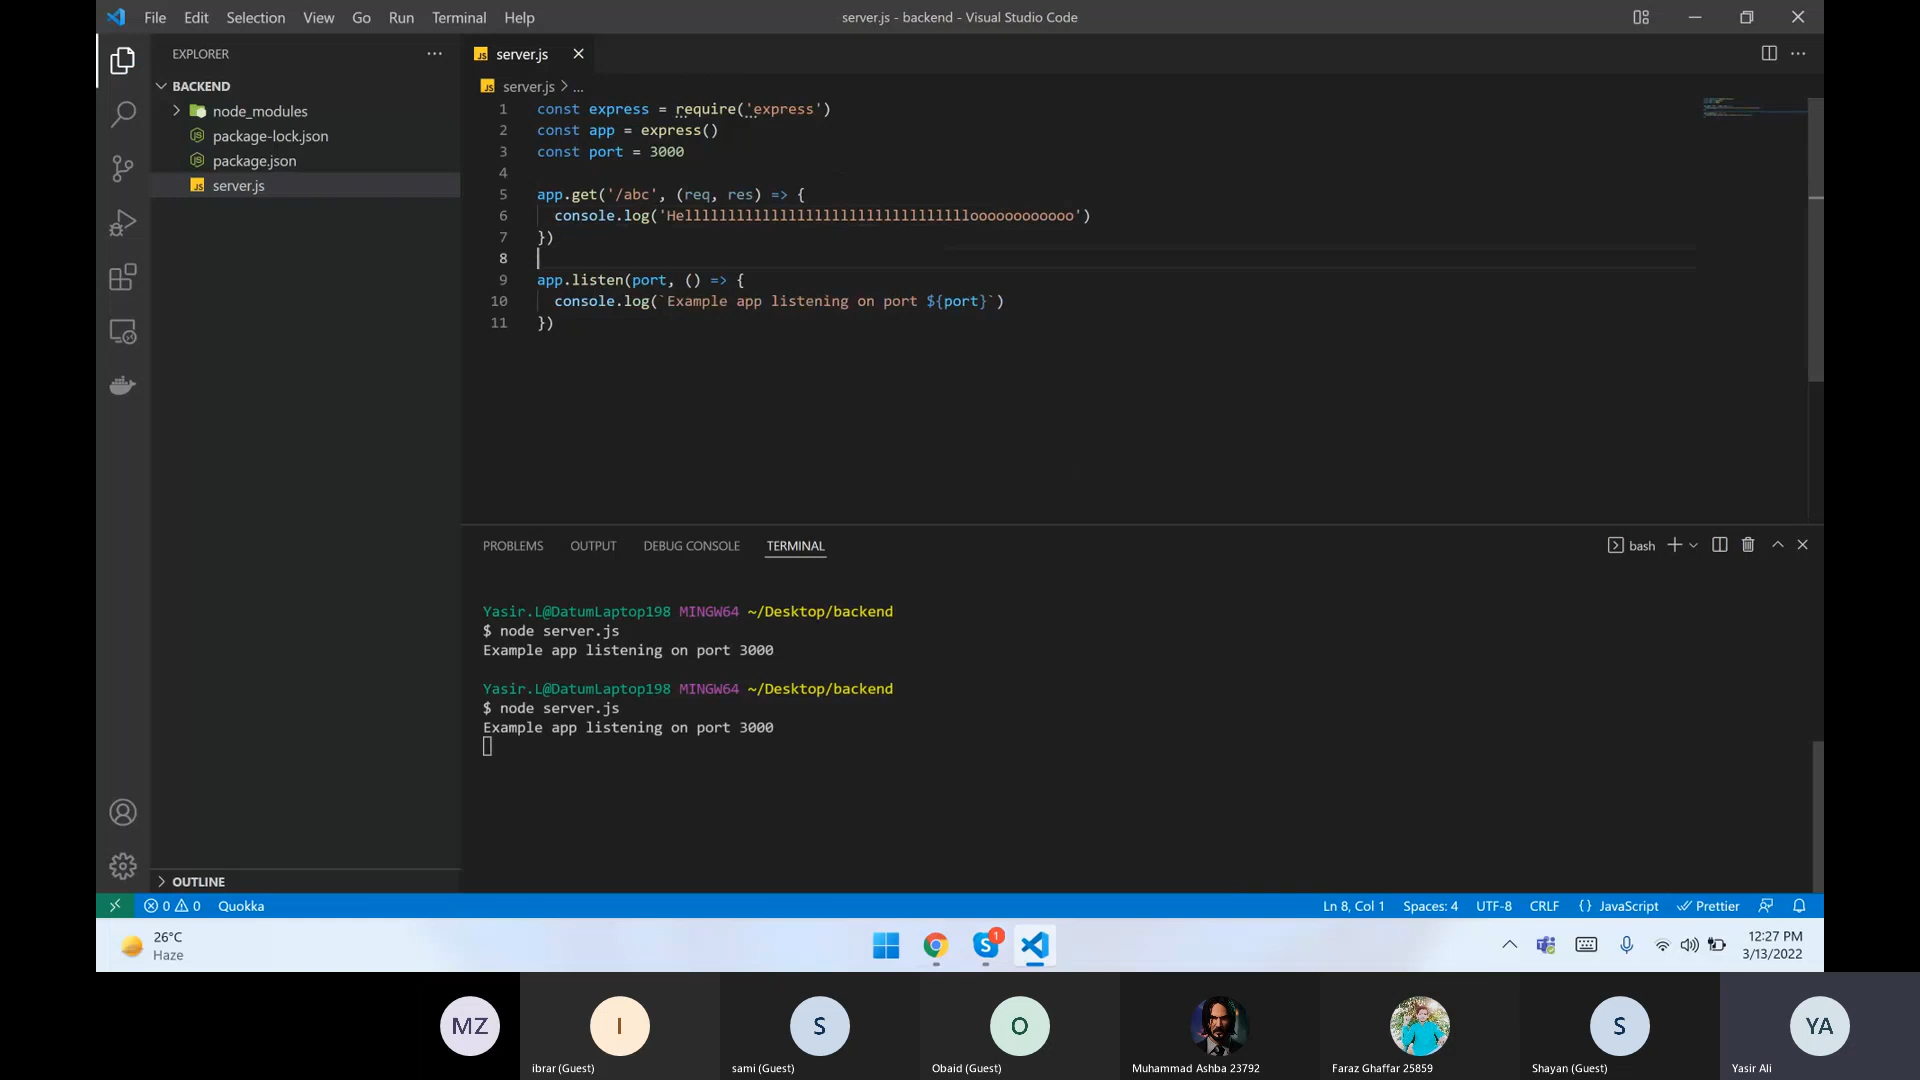 File Edit Selection View Go Run Terminal Help
server.js - backend - Visual Studio Code
EXPLORER
BACKEND
node_modules
package-lock.json
package.json
server.js
OUTLINE
server.js
server.js > ...
1 const express = require('express')
2 const app = express()
3 const port = 3000
4
5 app.get('/abc', (req, res) => {
6 console.log('Hellllllllllllllllllllllllllllllllloooooooooooo')
7 })
8
9 app.listen(port, () => {
10 console.log(`Example app listening on port ${port}`)
11 })
PROBLEMS OUTPUT DEBUG CONSOLE TERMINAL
bash
Yasir.L@DatumLaptop198 MINGW64 ~/Desktop/backend
$ node server.js
Example app listening on port 3000
Yasir.L@DatumLaptop198 MINGW64 ~/Desktop/backend
$ node server.js
Example app listening on port 3000
0 0 Quokka
Ln 8, Col 1 Spaces: 4 UTF-8 CRLF {} JavaScript Prettier
26°C
Haze
S
1
12:27 PM
3/13/2022
MZ
I
S
O
S
YA
ibrar (Guest)
sami (Guest)
Obaid (Guest)
Muhammad Ashba 23792
Faraz Ghaffar 25859
Shayan (Guest)
Yasir Ali